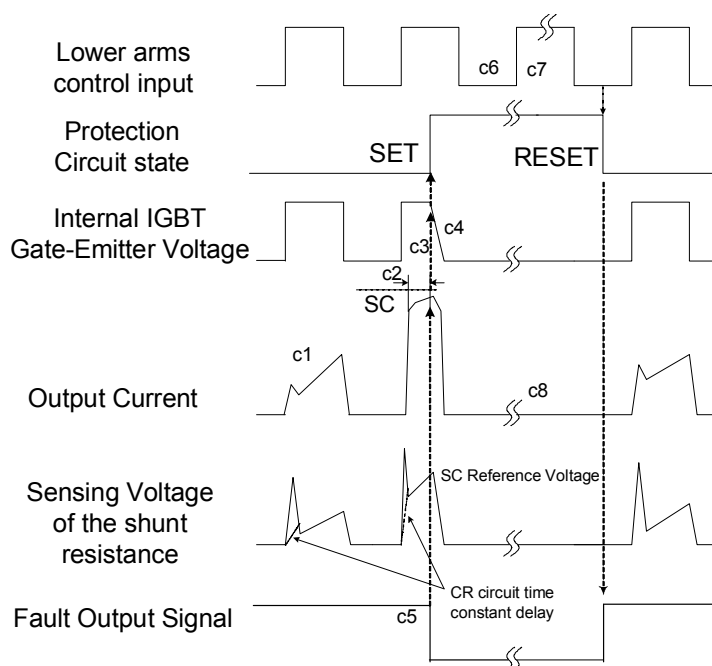 Lower arms
control input
c6
c7
Protection
Circuit state
SET
RESET
Internal IGBT
Gate-Emitter Voltage
c3
c4
c2
SC
c1
Output Current
c8
Sensing Voltage
of the shunt
resistance
SC Reference Voltage
CR circuit time
constant delay
Fault Output Signal
c5